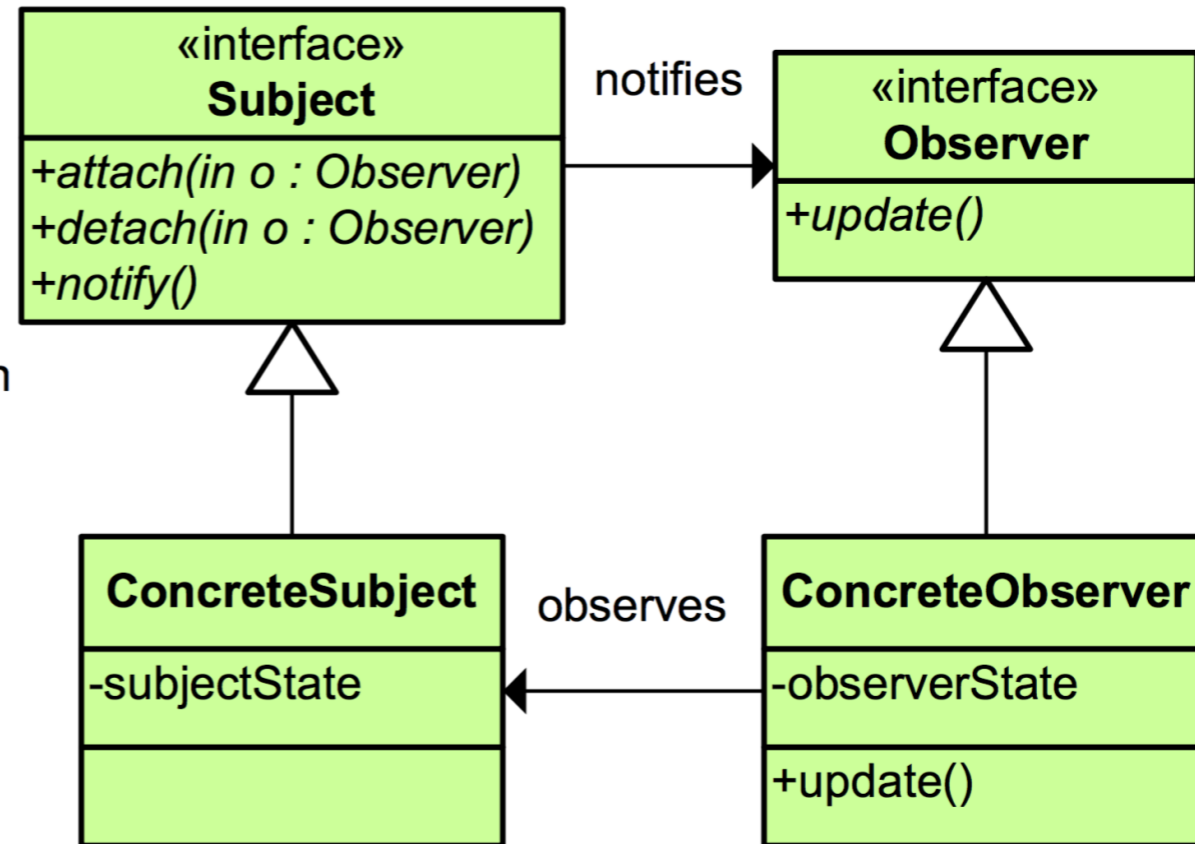 «interface»
Subject
+attach(in o : Observer)
+detach(in o : Observer)
+notify()
notifies
«interface»
Observer
+update()
n
ConcreteSubject
-subjectState
observes
ConcreteObserver
-observerState
+update()